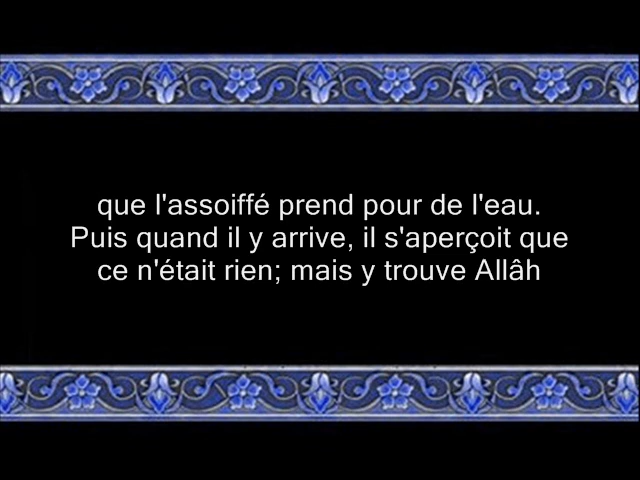 que l'assoiffé prend pour de l'eau.
Puis quand il y arrive, il s'aperçoit que
ce n'était rien; mais y trouve Allâh